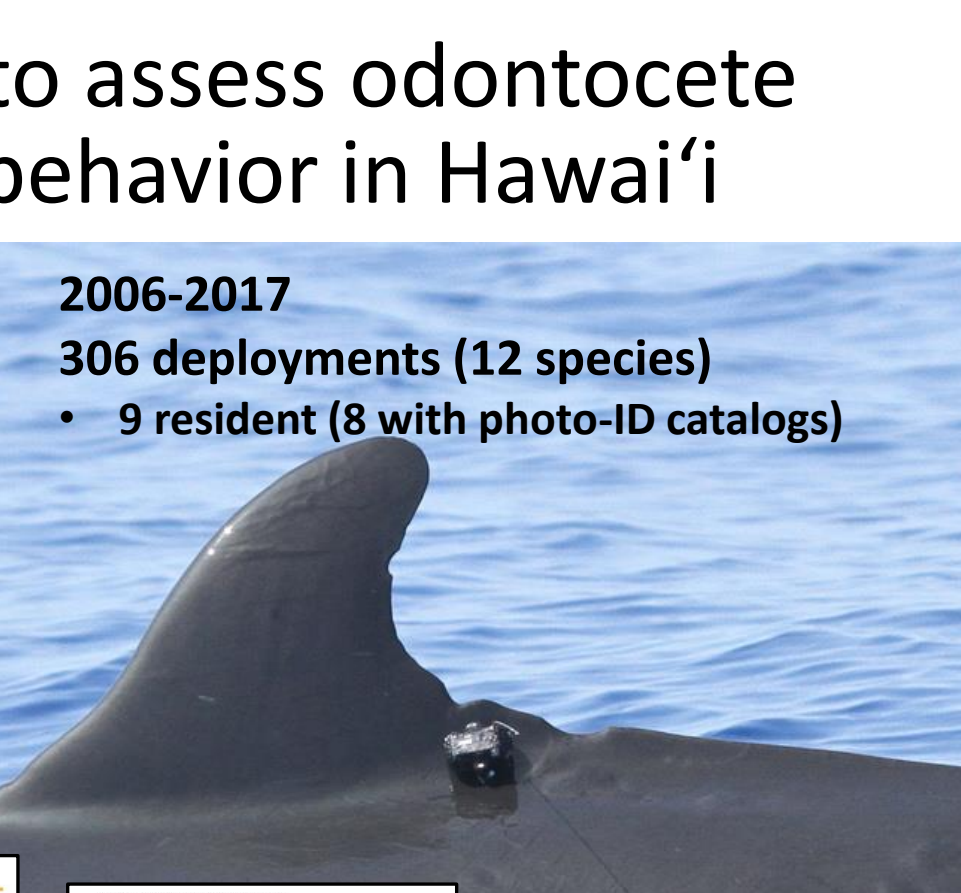 to assess odontocete
behavior in Hawaiʻi
2006-2017
306 deployments (12 species)
• 9 resident (8 with photo-ID catalogs)